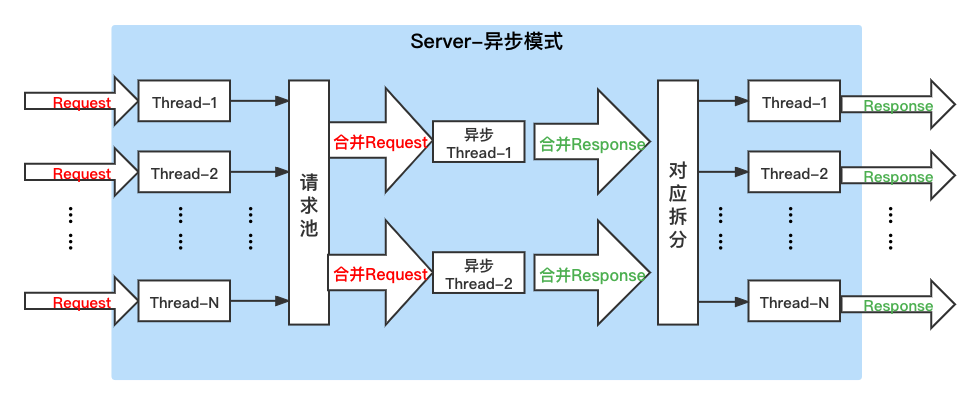 Server-异步模式
Request
Thread-1
Request
Thread-2
Request
Thread-N
请求池
合并Request
异步
Thread-1
合并Response
合并Request
异步
Thread-2
合并Response
对应拆分
Thread-1
Response
Thread-2
Response
Thread-N
Response